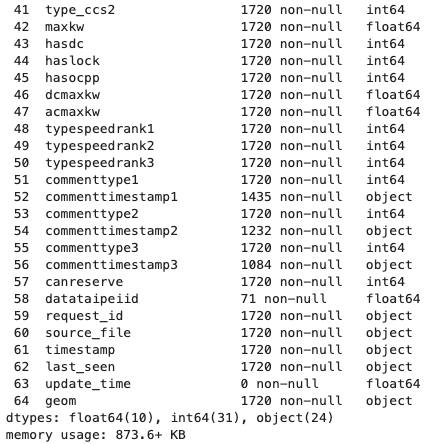 41 type_ccs2 1720 non-null int64
42 maxkw 1720 non-null float64
43 hasdc 1720 non-null int64
44 haslock 1720 non-null int64
45 hasocpp 1720 non-null int64
46 dcmaxkw 1720 non-null float64
47 acmaxkw 1720 non-null float64
48 typespeedrank1 1720 non-null int64
49 typespeedrank2 1720 non-null int64
50 typespeedrank3 1720 non-null int64
51 commenttype1 1720 non-null int64
52 commenttimestamp1 1435 non-null object
53 commenttype2 1720 non-null int64
54 commenttimestamp2 1232 non-null object
55 commenttype3 1720 non-null int64
56 commenttimestamp3 1084 non-null object
57 canreserve 1720 non-null int64
58 datataipeiid 71 non-null float64
59 request_id 1720 non-null object
60 source_file 1720 non-null object
61 timestamp 1720 non-null object
62 last_seen 1720 non-null object
63 update_time 0 non-null float64
64 geom 1720 non-null object
dtypes: float64(10), int64(31), object(24)
memory usage: 873.6+ KB